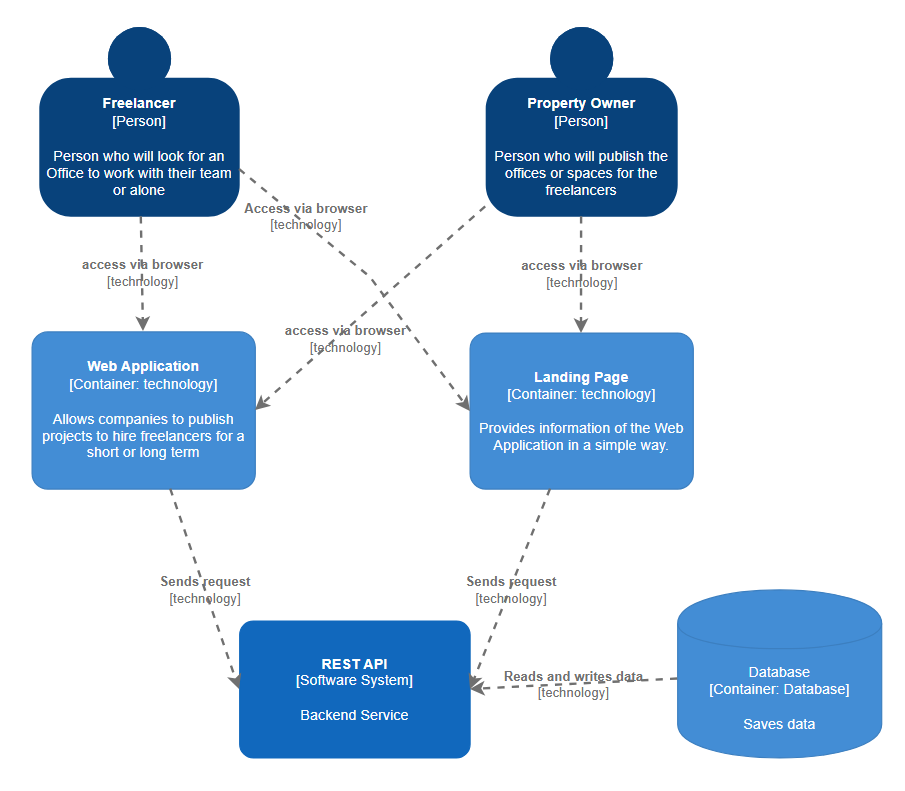 Freelancer
[Person]
Person who will look for an
Office to work with their team
or alone
Property Owner
[Person]
Person who will publish the
offices or spaces for the
freelancers
Access via browser
[technology]
access via browser
[technology]
access via browser
[technology]
access via browser
[technology]
Web Application
[Container: technology]
Allows companies to publish
projects to hire freelancers for a
short or long term
Landing Page
[Container: technology]
Provides information of the Web
Application in a simple way.
Sends request
[technology]
Sends request
[technology]
REST API
[Software System]
Backend Service
Reads and writes data
[technology]
Database
[Container: Database]
Saves data